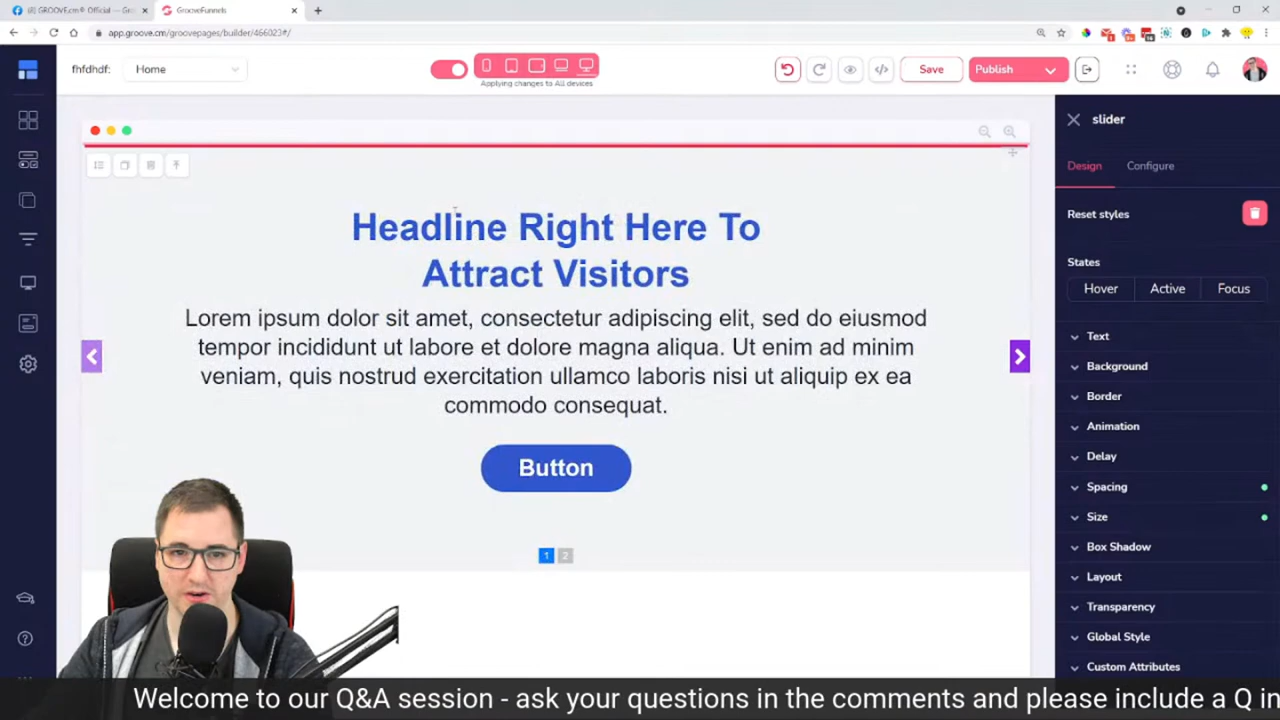 GROOVE.cm® Official — Groo
GrooveFunnels
app.groove.cm/groovepages/builder/466023#/
fhfdhdf:
Home
Applying changes to All devices
Save
Publish
slider
Design
Configure
Reset styles
States
Hover
Active
Focus
Text
Background
Border
Animation
Delay
Spacing
Size
Box Shadow
Layout
Transparency
Global Style
Custom Attributes
Headline Right Here To
Attract Visitors
Lorem ipsum dolor sit amet, consectetur adipiscing elit, sed do eiusmod
tempor incididunt ut labore et dolore magna aliqua. Ut enim ad minim
veniam, quis nostrud exercitation ullamco laboris nisi ut aliquip ex ea
commodo consequat.
Button
1 2
Welcome to our Q&A session - ask your questions in the comments and please include a Q in